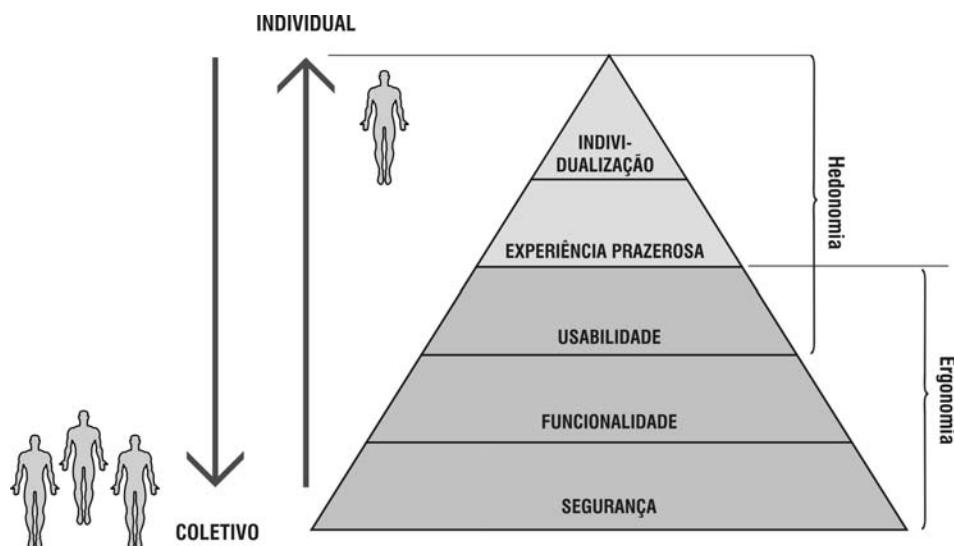 INDIVIDUAL
INDIVI-
DUALIZAÇÃO
EXPERIÊNCIA PRAZEROSA
USABILIDADE
FUNCIONALIDADE
SEGURANÇA
COLETIVO
Hedonomia
Ergonomia